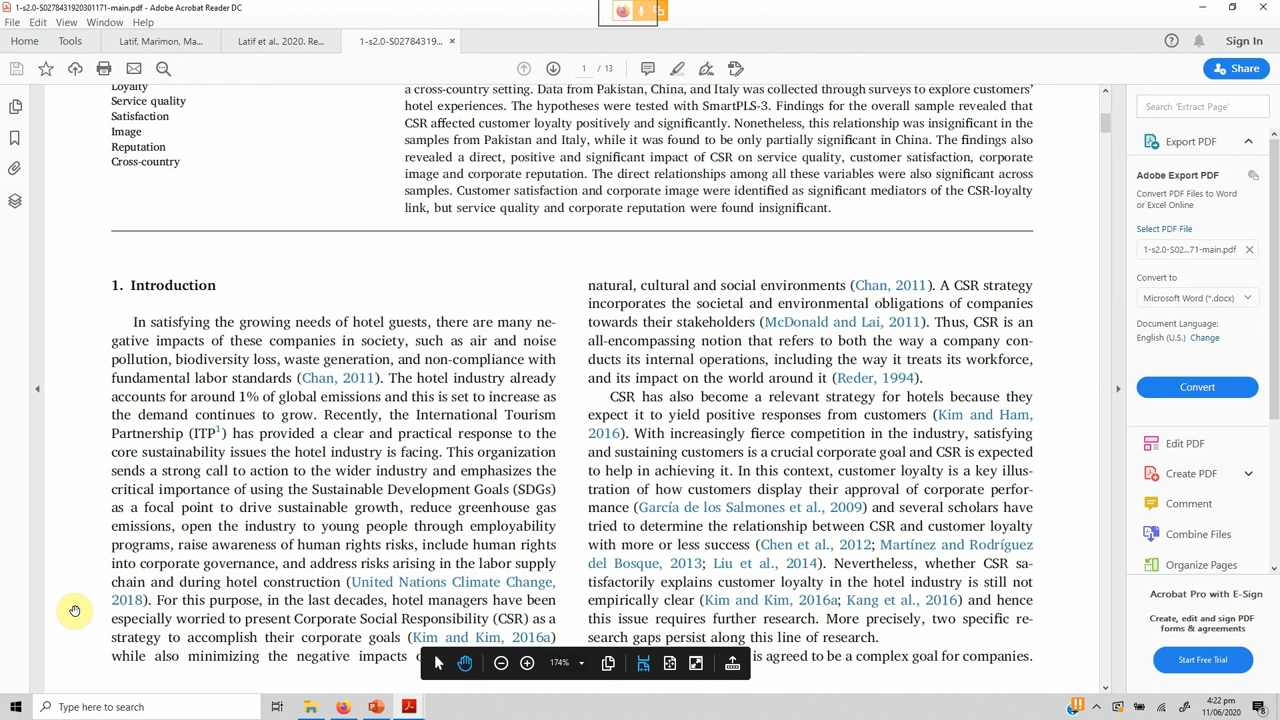 1-s2.0-S0278431920301171-main.pdf - Adobe Acrobat Reader DC
File Edit View Window Help
Home Tools Latif, Marimon, Ma... Latif et al., 2020. Re... 1-s2.0-S02784319... ×
Sign In
1 / 13
Share
Loyalty
Service quality
Satisfaction
Image
Reputation
Cross-country
a cross-country setting. Data from Pakistan, China, and Italy was collected through surveys to explore customers’
hotel experiences. The hypotheses were tested with SmartPLS-3. Findings for the overall sample revealed that
CSR affected customer loyalty positively and significantly. Nonetheless, this relationship was insignificant in the
samples from Pakistan and Italy, while it was found to be only partially significant in China. The findings also
revealed a direct, positive and significant impact of CSR on service quality, customer satisfaction, corporate
image and corporate reputation. The direct relationships among all these variables were also significant across
samples. Customer satisfaction and corporate image were identified as significant mediators of the CSR-loyalty
link, but service quality and corporate reputation were found insignificant.
1. Introduction
In satisfying the growing needs of hotel guests, there are many ne-
gative impacts of these companies in society, such as air and noise
pollution, biodiversity loss, waste generation, and non-compliance with
fundamental labor standards (Chan, 2011). The hotel industry already
accounts for around 1% of global emissions and this is set to increase as
the demand continues to grow. Recently, the International Tourism
Partnership (ITP1) has provided a clear and practical response to the
core sustainability issues the hotel industry is facing. This organization
sends a strong call to action to the wider industry and emphasizes the
critical importance of using the Sustainable Development Goals (SDGs)
as a focal point to drive sustainable growth, reduce greenhouse gas
emissions, open the industry to young people through employability
programs, raise awareness of human rights risks, include human rights
into corporate governance, and address risks arising in the labor supply
chain and during hotel construction (United Nations Climate Change,
2018). For this purpose, in the last decades, hotel managers have been
especially worried to present Corporate Social Responsibility (CSR) as a
strategy to accomplish their corporate goals (Kim and Kim, 2016a)
while also minimizing the negative impacts
natural, cultural and social environments (Chan, 2011). A CSR strategy
incorporates the societal and environmental obligations of companies
towards their stakeholders (McDonald and Lai, 2011). Thus, CSR is an
all-encompassing notion that refers to both the way a company con-
ducts its internal operations, including the way it treats its workforce,
and its impact on the world around it (Reder, 1994).
CSR has also become a relevant strategy for hotels because they
expect it to yield positive responses from customers (Kim and Ham,
2016). With increasingly fierce competition in the industry, satisfying
and sustaining customers is a crucial corporate goal and CSR is expected
to help in achieving it. In this context, customer loyalty is a key illus-
tration of how customers display their approval of corporate perfor-
mance (García de los Salmones et al., 2009) and several scholars have
tried to determine the relationship between CSR and customer loyalty
with more or less success (Chen et al., 2012; Martínez and Rodríguez
del Bosque, 2013; Liu et al., 2014). Nevertheless, whether CSR sa-
tisfactorily explains customer loyalty in the hotel industry is still not
empirically clear (Kim and Kim, 2016a; Kang et al., 2016) and hence
this issue requires further research. More precisely, two specific re-
search gaps persist along this line of research.
is agreed to be a complex goal for companies.
174%
Search 'Extract Page'
Export PDF
Adobe Export PDF
Convert PDF Files to Word
or Excel Online
Select PDF File
1-s2.0-S02...71-main.pdf ×
Convert to
Microsoft Word (*.docx)
Document Language:
English (U.S.) Change
Convert
Edit PDF
Create PDF
Comment
Combine Files
Organize Pages
Acrobat Pro with E-Sign
Create, edit and sign PDF
forms & agreements
Start Free Trial
Type here to search
4:22 pm
11/06/2020
8